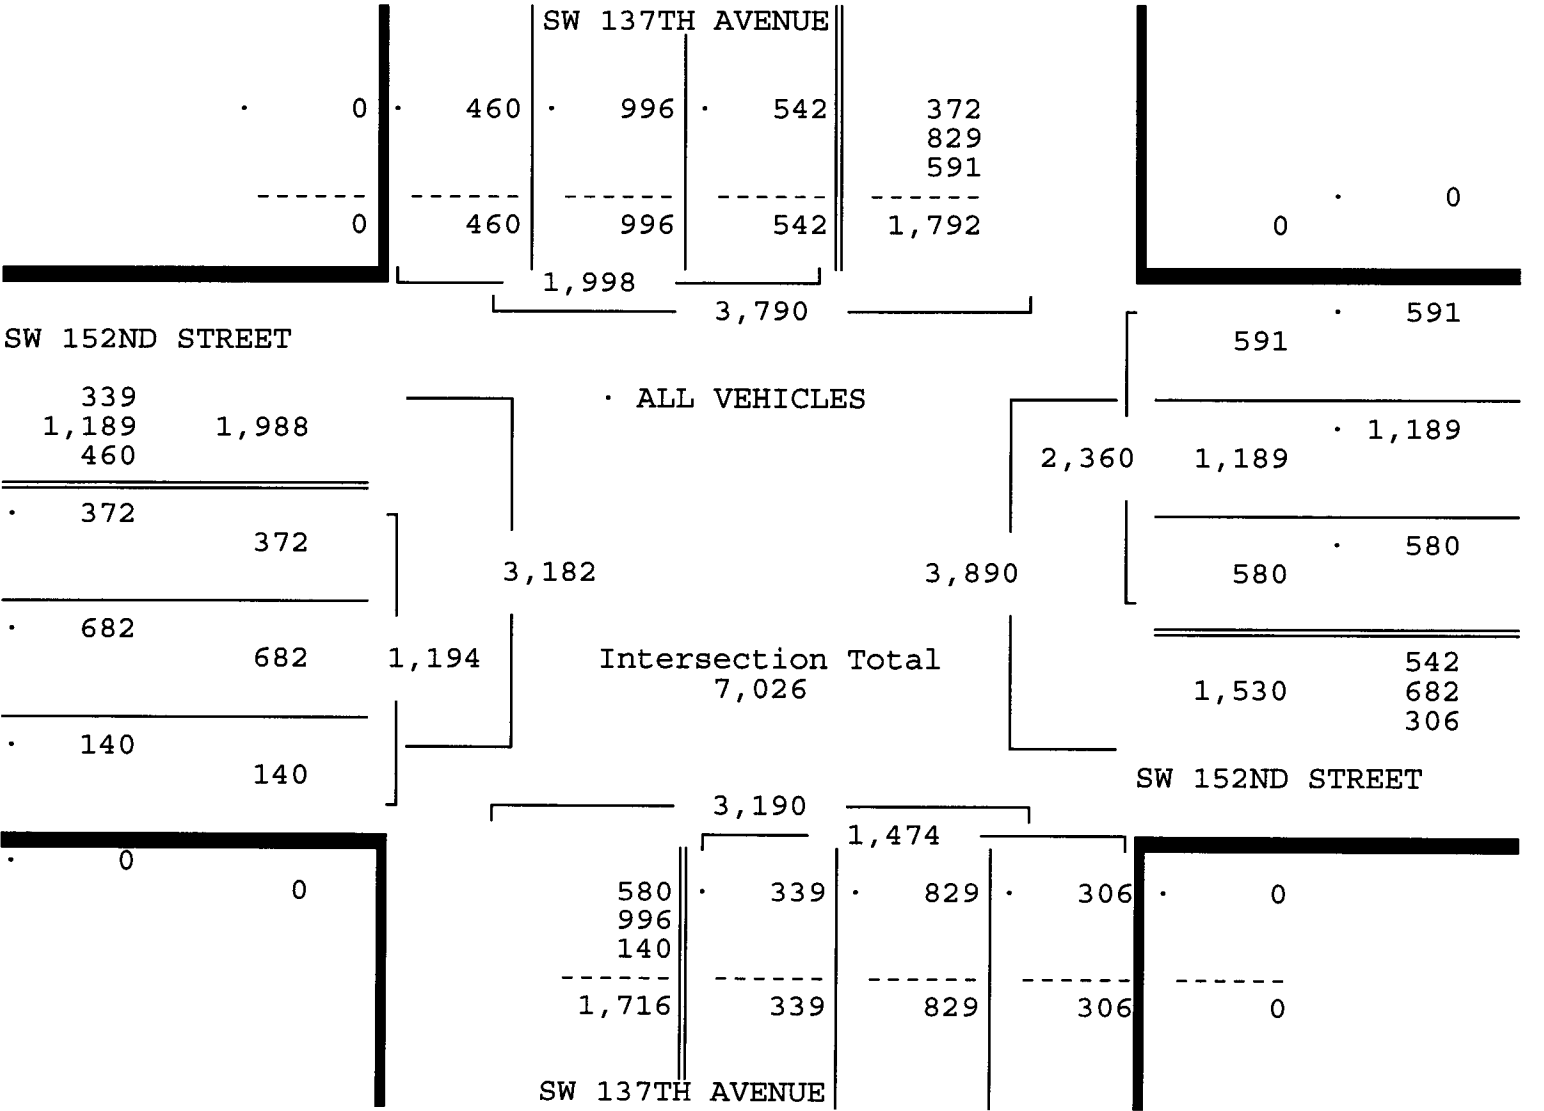 SW 137TH AVENUE
· 0 · 460 · 996 · 542 372
829
591
------ ------ ------ ------ ------
· 0
0 460 996 542 1,792 0
1,998
3,790
· 591
SW 152ND STREET 591
339 · ALL VEHICLES
1,189 1,988 · 1,189
460 2,360 1,189
· 372
372 · 580
3,182 3,890 580
· 682
682 1,194 Intersection Total 542
7,026 1,530 682
306
· 140
140 SW 152ND STREET
3,190
1,474
· 0
0 580 · 339 · 829 · 306 · 0
996
140
------ ------ ------ ------ ------
1,716 339 829 306 0
SW 137TH AVENUE